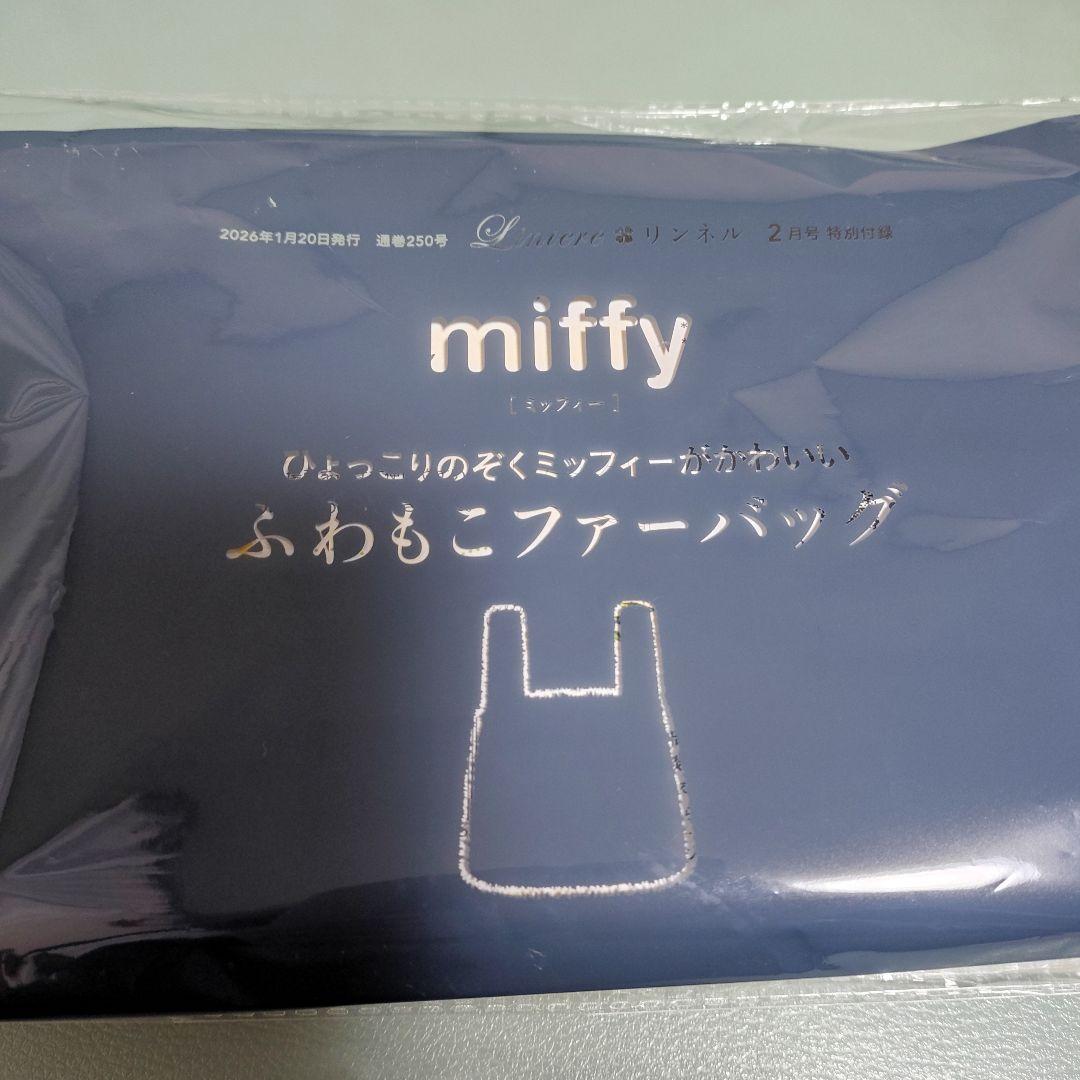 2026年1月20日発行 通巻250号 Liniere リンネル 2月号 特別付録
miffy
[ミッフィー]
ひょっこりのぞくミッフィーがかわいい
ふわもこファーバッグ